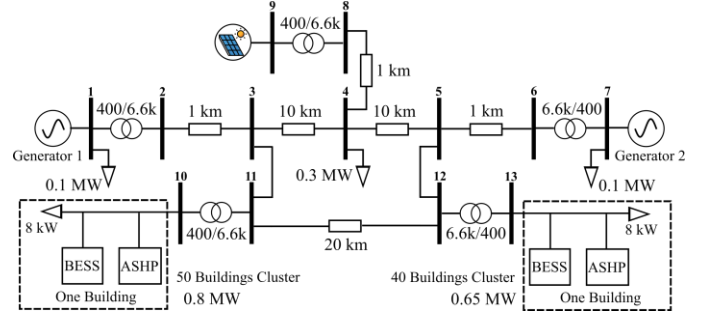 9
400/6.6k
8
1 km
1
400/6.6k
2
1 km
3
10 km
4
10 km
5
1 km
6
6.6k/400
7
Generator 1
0.1 MW
0.3 MW
Generator 2
0.1 MW
10
11
12
13
8 kW
400/6.6k
20 km
6.6k/400
8 kW
BESS
ASHP
One Building
50 Buildings Cluster
0.8 MW
40 Buildings Cluster
0.65 MW
BESS
ASHP
One Building